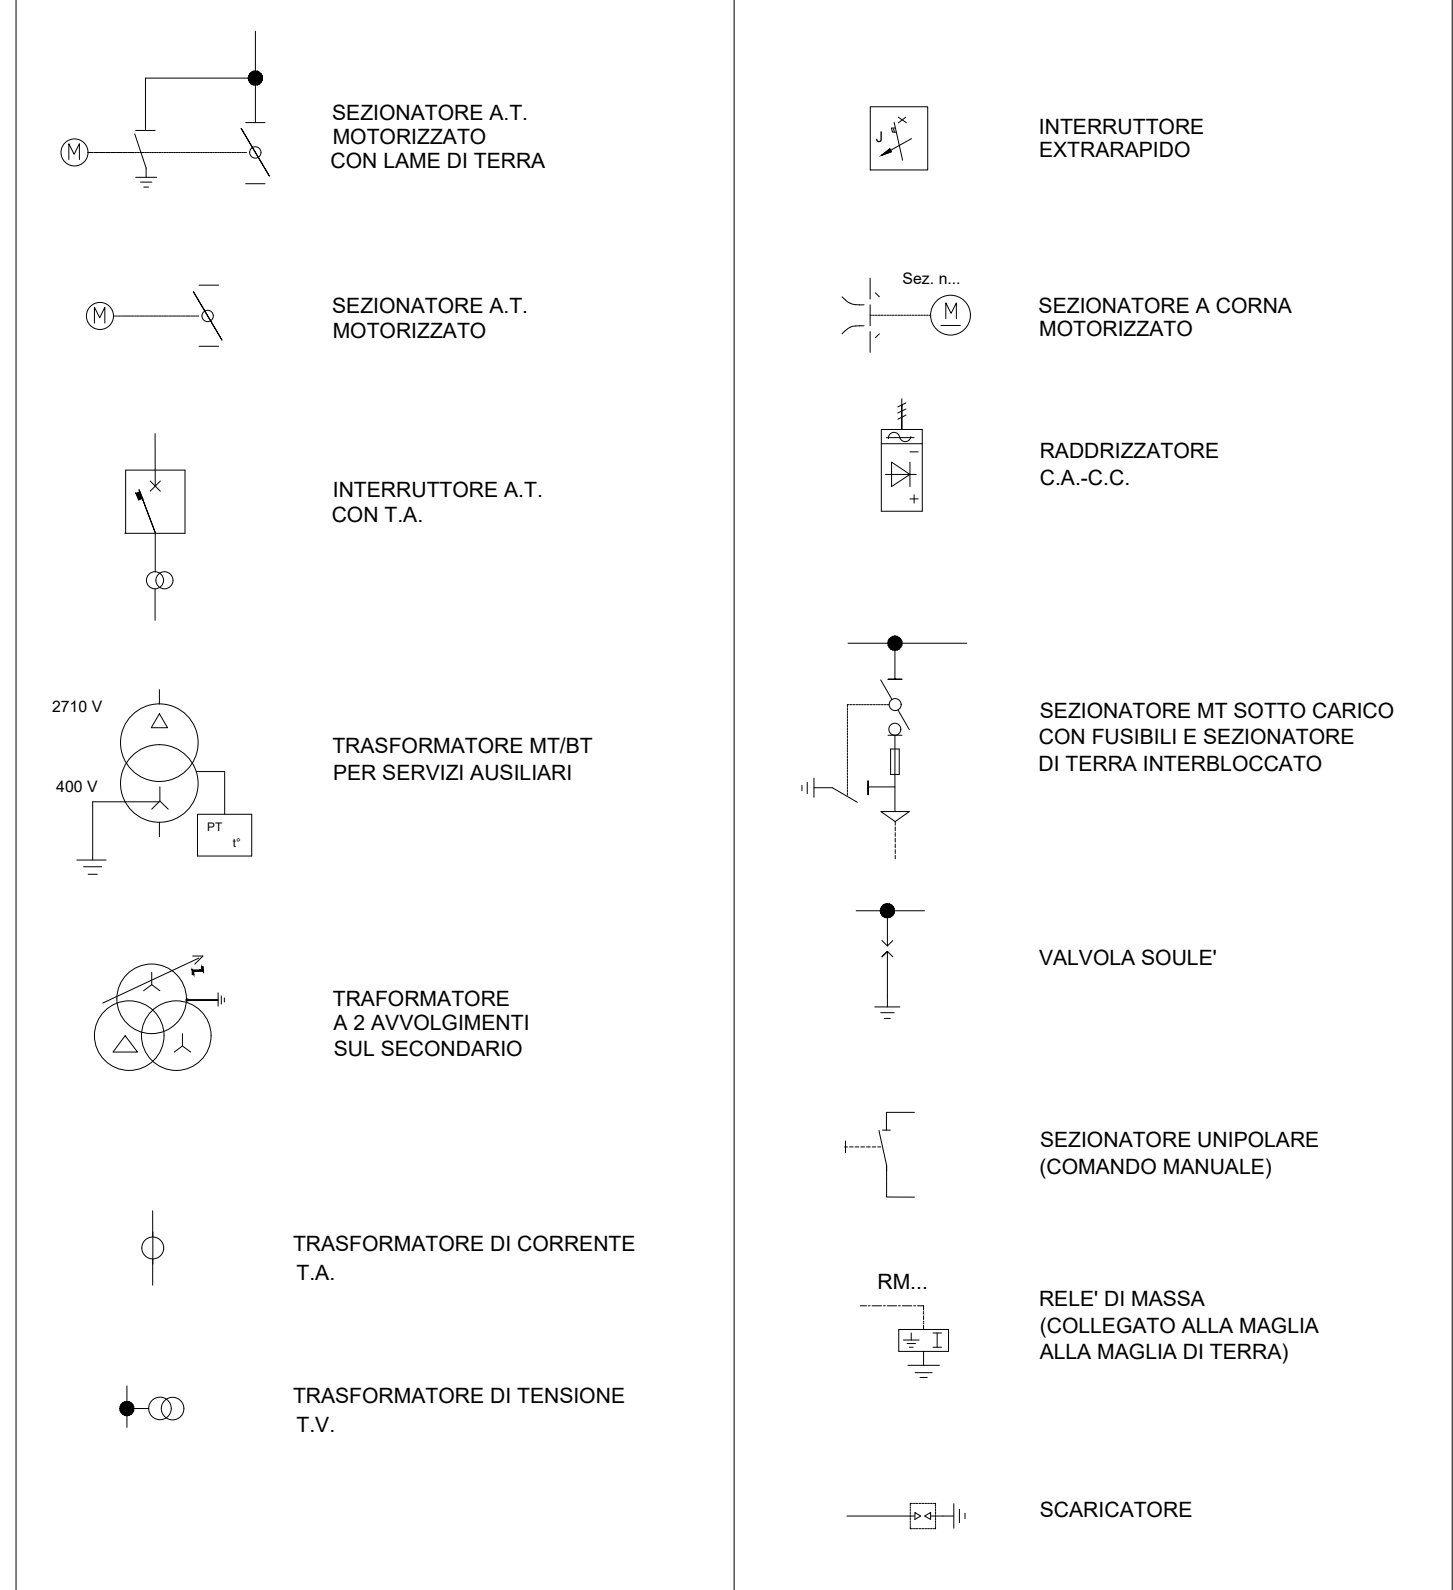 M
SEZIONATORE A.T.
MOTORIZZATO
CON LAME DI TERRA
M
SEZIONATORE A.T.
MOTORIZZATO
INTERRUTTORE A.T.
CON T.A.
2710 V
400 V
PT
t°
TRASFORMATORE MT/BT
PER SERVIZI AUSILIARI
TRAFORMATORE
A 2 AVVOLGIMENTI
SUL SECONDARIO
TRASFORMATORE DI CORRENTE
T.A.
TRASFORMATORE DI TENSIONE
T.V.
J
INTERRUTTORE
EXTRARAPIDO
Sez. n...
M
SEZIONATORE A CORNA
MOTORIZZATO
RADDRIZZATORE
C.A.-C.C.
SEZIONATORE MT SOTTO CARICO
CON FUSIBILI E SEZIONATORE
DI TERRA INTERBLOCCATO
VALVOLA SOULE'
SEZIONATORE UNIPOLARE
(COMANDO MANUALE)
RM...
I
RELE' DI MASSA
(COLLEGATO ALLA MAGLIA
ALLA MAGLIA DI TERRA)
SCARICATORE